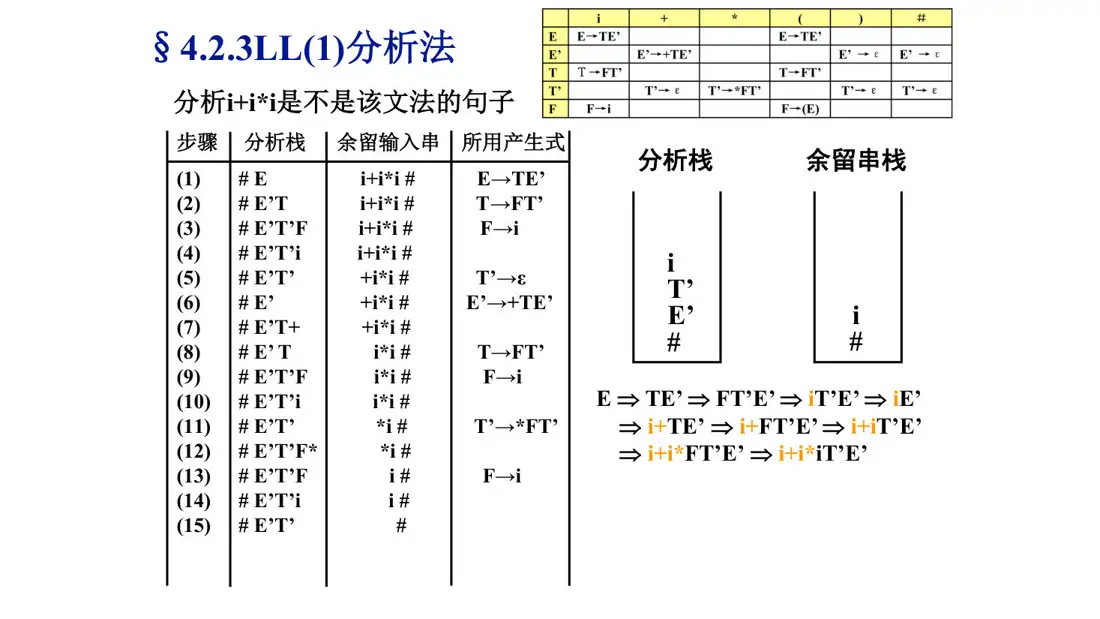 §4.2.3LL(1)分析法
i + * ( ) #
E E→TE’ E→TE’
E’ E’→+TE’ E’→ε E’→ε
T T→FT’ T→FT’
T’ T’→ε T’→*FT’ T’→ε T’→ε
F F→i F→(E)
分析i+i*i是不是该文法的句子
步骤 分析栈 余留输入串 所用产生式
(1) # E i+i*i # E→TE’
(2) # E’T i+i*i # T→FT’
(3) # E’T’F i+i*i # F→i
(4) # E’T’i i+i*i #
(5) # E’T’ +i*i # T’→ε
(6) # E’ +i*i # E’→+TE’
(7) # E’T+ +i*i #
(8) # E’ T i*i # T→FT’
(9) # E’T’F i*i # F→i
(10) # E’T’i i*i #
(11) # E’T’ *i # T’→*FT’
(12) # E’T’F* *i #
(13) # E’T’F i # F→i
(14) # E’T’i i #
(15) # E’T’ #
分析栈 余留串栈
i
T’
E’ i
# #
E ⇒ TE’ ⇒ FT’E’ ⇒ iT’E’ ⇒ iE’
⇒ i+TE’ ⇒ i+FT’E’ ⇒ i+iT’E’
⇒ i+i*FT’E’ ⇒ i+i*iT’E’